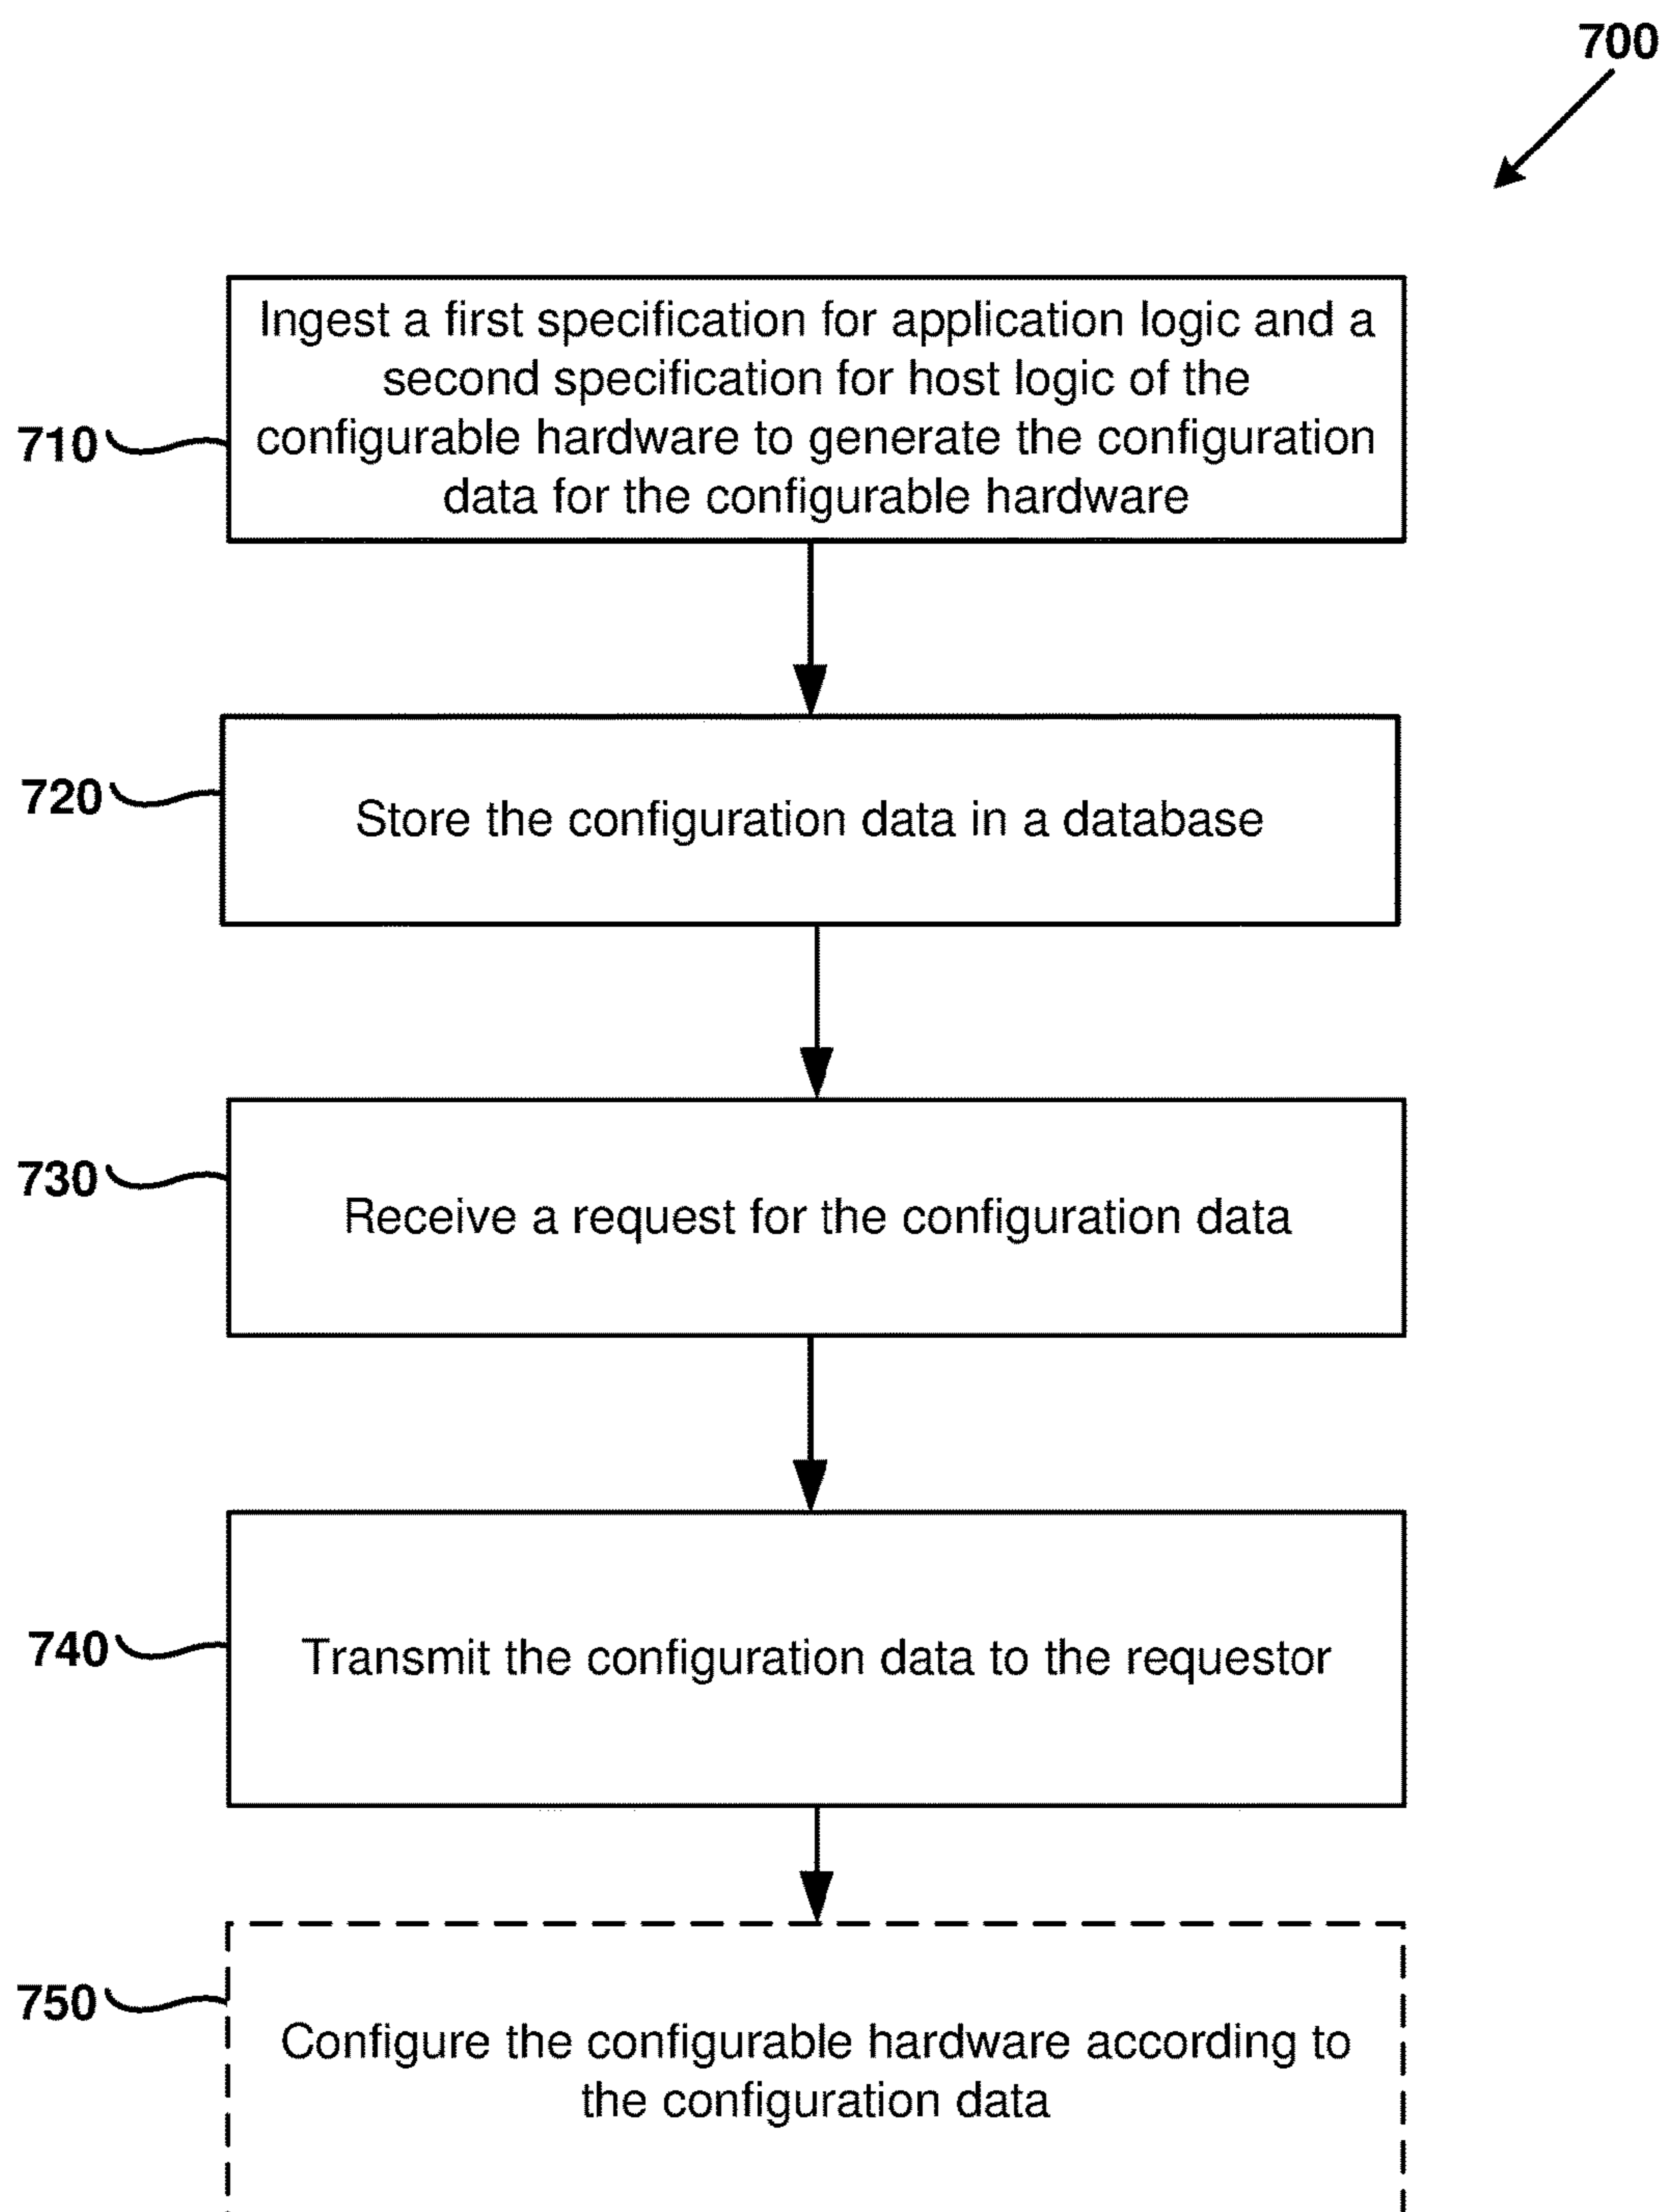 700
Ingest a first specification for application logic and a
second specification for host logic of the
710
configurable hardware to generate the configuration
data for the configurable hardware
720
Store the configuration data in a database
730
Receive a request for the configuration data
740
Transmit the configuration data to the requestor
750
Configure the configurable hardware according to
the configuration data